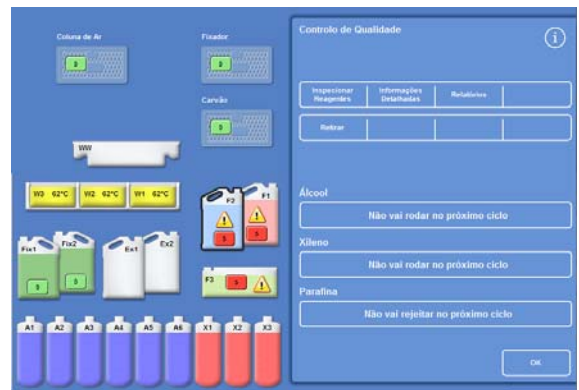 Coluna de Ar
Fixador
Carvão
WW
W3 62°C W2 62°C W1 62°C
F2 F1
Fix1 Fix2 Ex1 Ex2
F3
A1 A2 A3 A4 A5 A6 X1 X2 X3
Controlo de Qualidade
Inspecionar Reagentes
Informações Detalhadas
Relatórios
Retirar
Álcool
Não vai rodar no próximo ciclo
Xileno
Não vai rodar no próximo ciclo
Parafina
Não vai rejeitar no próximo ciclo
OK